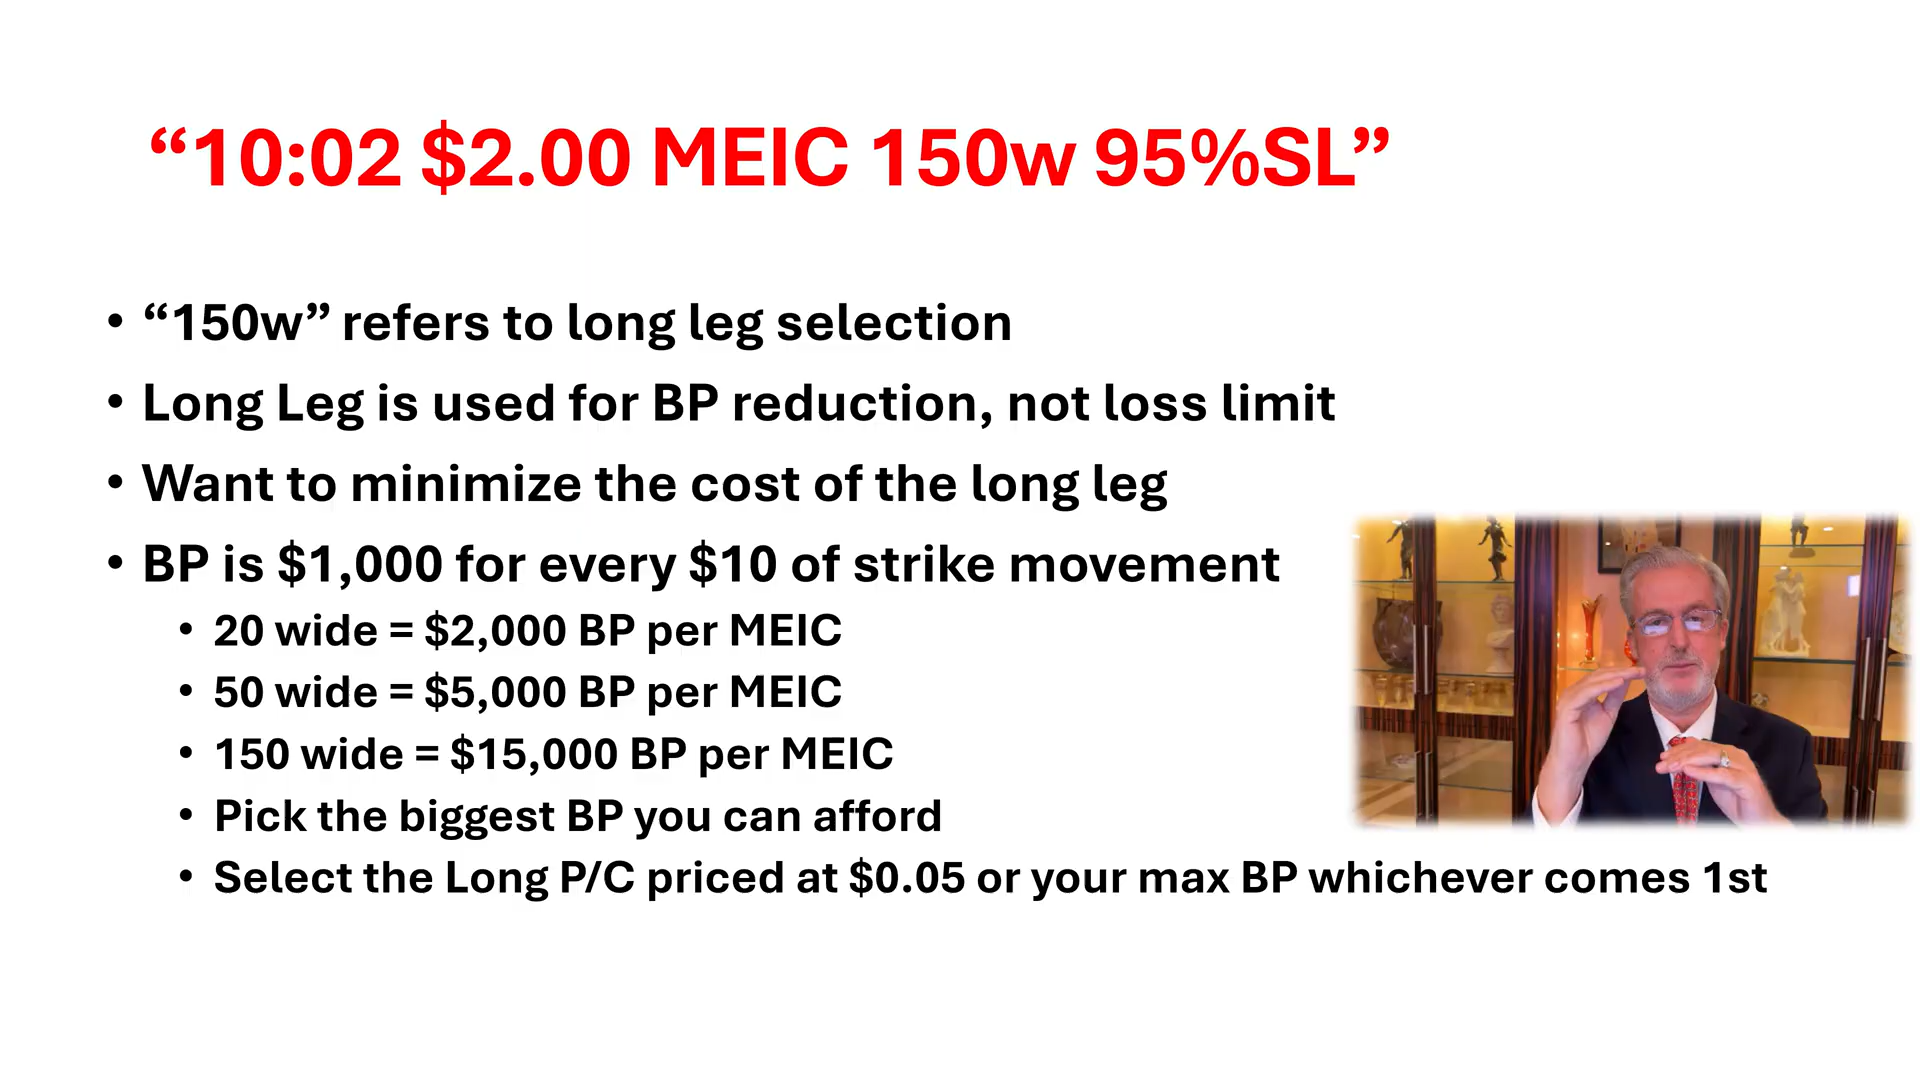 “10:02 $2.00 MEIC 150w 95%SL”
• “150w” refers to long leg selection
• Long Leg is used for BP reduction, not loss limit
• Want to minimize the cost of the long leg
• BP is $1,000 for every $10 of strike movement
• 20 wide = $2,000 BP per MEIC
• 50 wide = $5,000 BP per MEIC
• 150 wide = $15,000 BP per MEIC
• Pick the biggest BP you can afford
• Select the Long P/C priced at $0.05 or your max BP whichever comes 1st